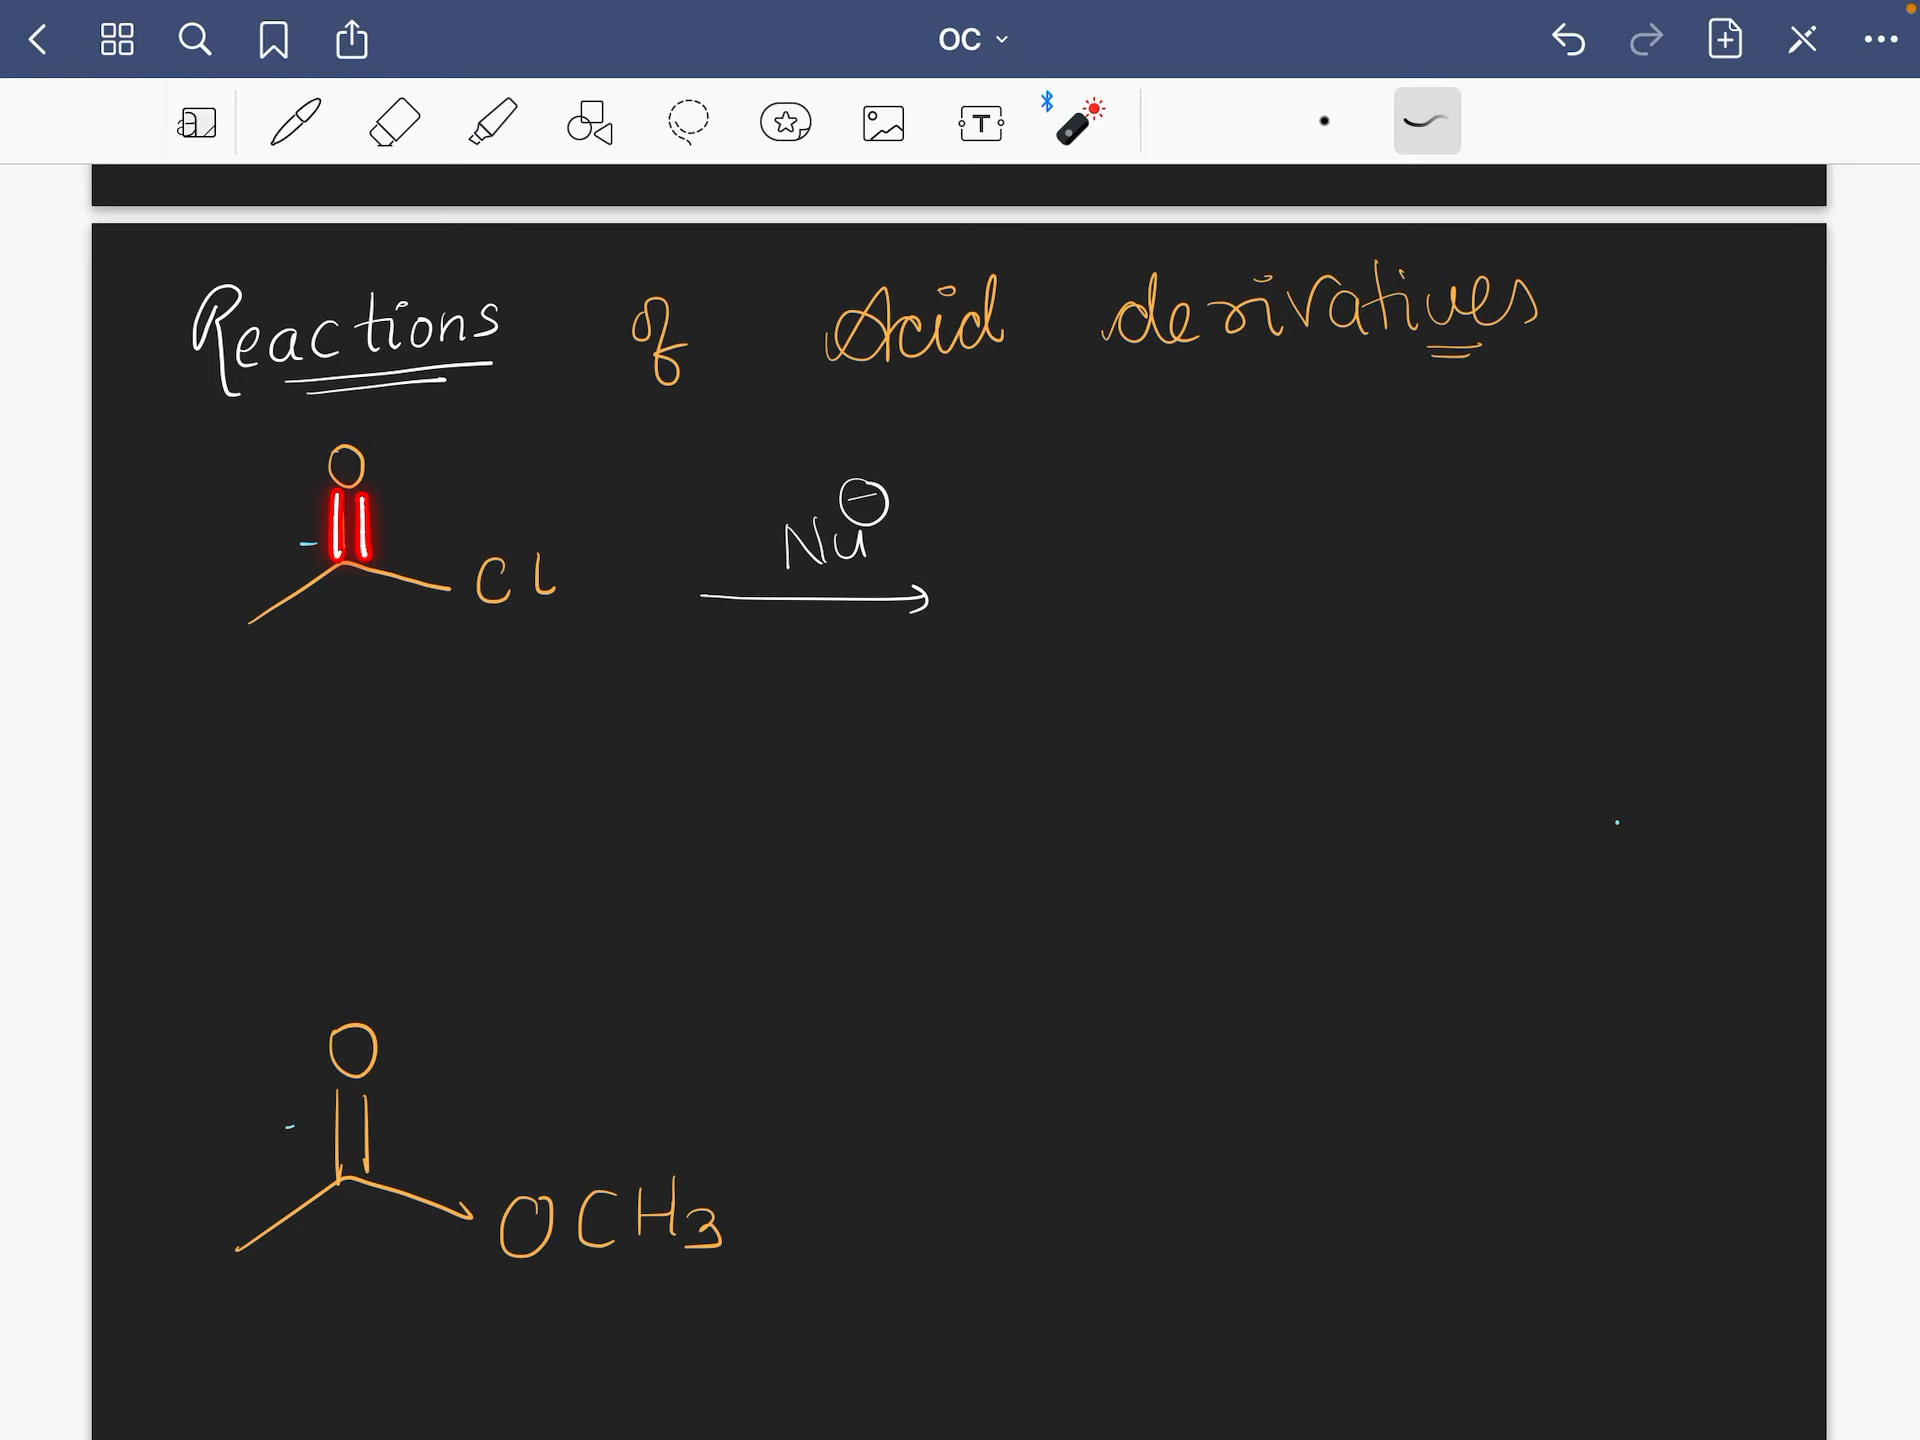 OC
Reactions of Acid derivatives
O
Cl
Nu⊖
O
OCH3